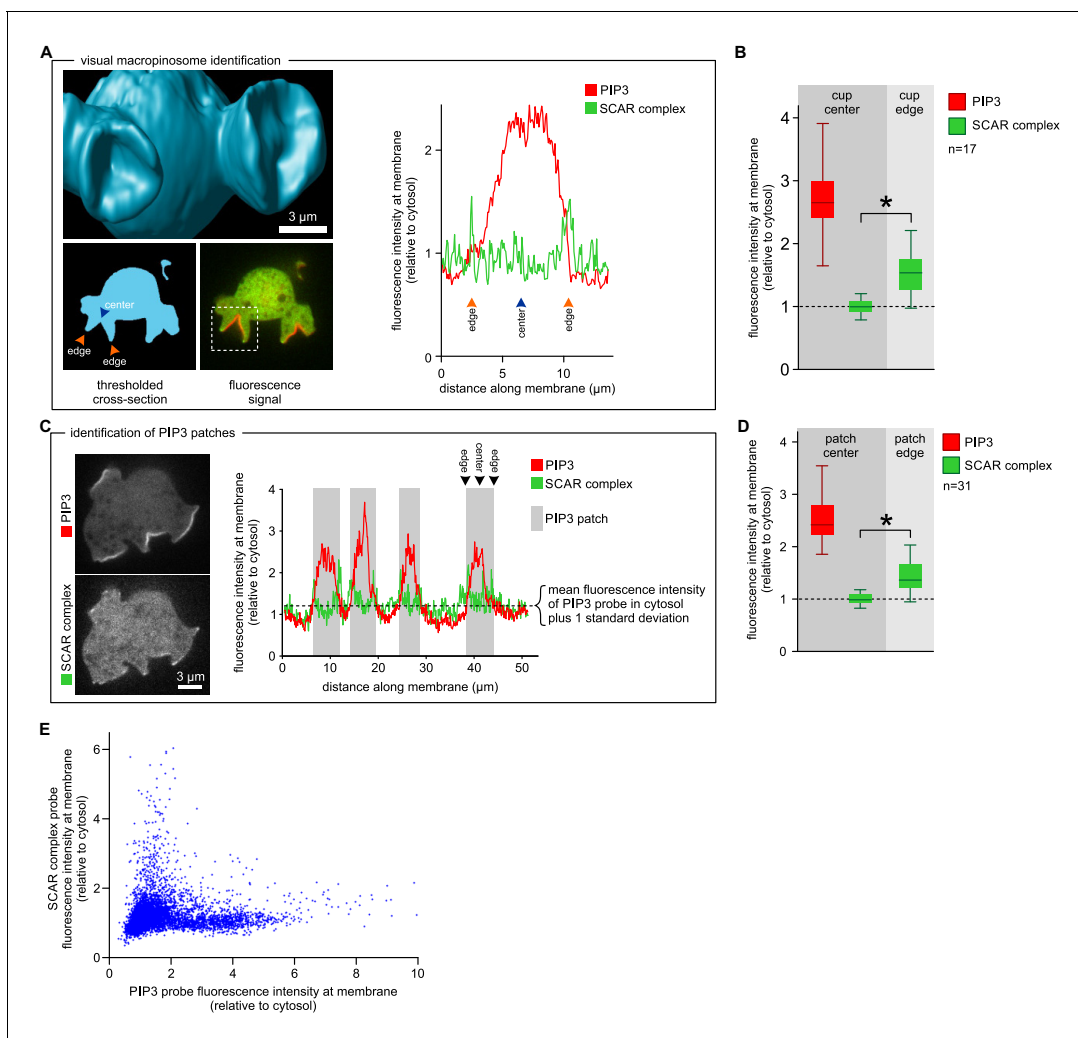 A
visual macropinosome identification
3 µm
center
edge
edge
thresholded
cross-section
fluorescence
signal
PIP3
SCAR complex
fluorescence intensity at membrane
(relative to cytosol)
2
1
0
edge
center
edge
0
5
10
distance along membrane (µm)
B
cup
center
cup
edge
PIP3
SCAR complex
n=17
fluorescence intensity at membrane
(relative to cytosol)
4
3
2
1
0
*
C
identification of PIP3 patches
PIP3
SCAR complex
3 µm
edge
center
edge
PIP3
SCAR complex
PIP3 patch
fluorescence intensity at membrane
(relative to cytosol)
4
3
2
1
0
mean fluorescence intensity
of PIP3 probe in cytosol
plus 1 standard deviation
0
10
20
30
40
50
distance along membrane (µm)
D
patch
center
patch
edge
PIP3
SCAR complex
n=31
fluorescence intensity at membrane
(relative to cytosol)
4
3
2
1
0
*
E
SCAR complex probe
fluorescence intensity at membrane
(relative to cytosol)
6
4
2
0
0
2
4
6
8
10
PIP3 probe fluorescence intensity at membrane
(relative to cytosol)